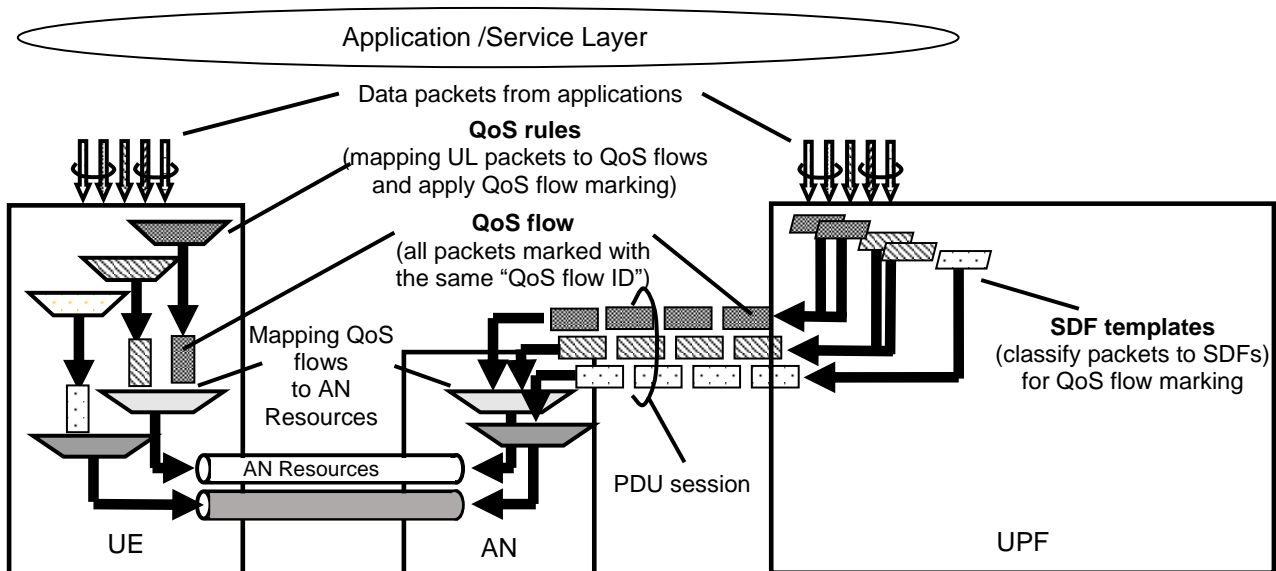 Application /Service Layer
Data packets from applications
QoS rules
(mapping UL packets to QoS flows
and apply QoS flow marking)
QoS flow
(all packets marked with
the same “QoS flow ID”)
Mapping QoS
flows
to AN
Resources
SDF templates
(classify packets to SDFs)
for QoS flow marking
AN Resources
PDU session
UE
AN
UPF